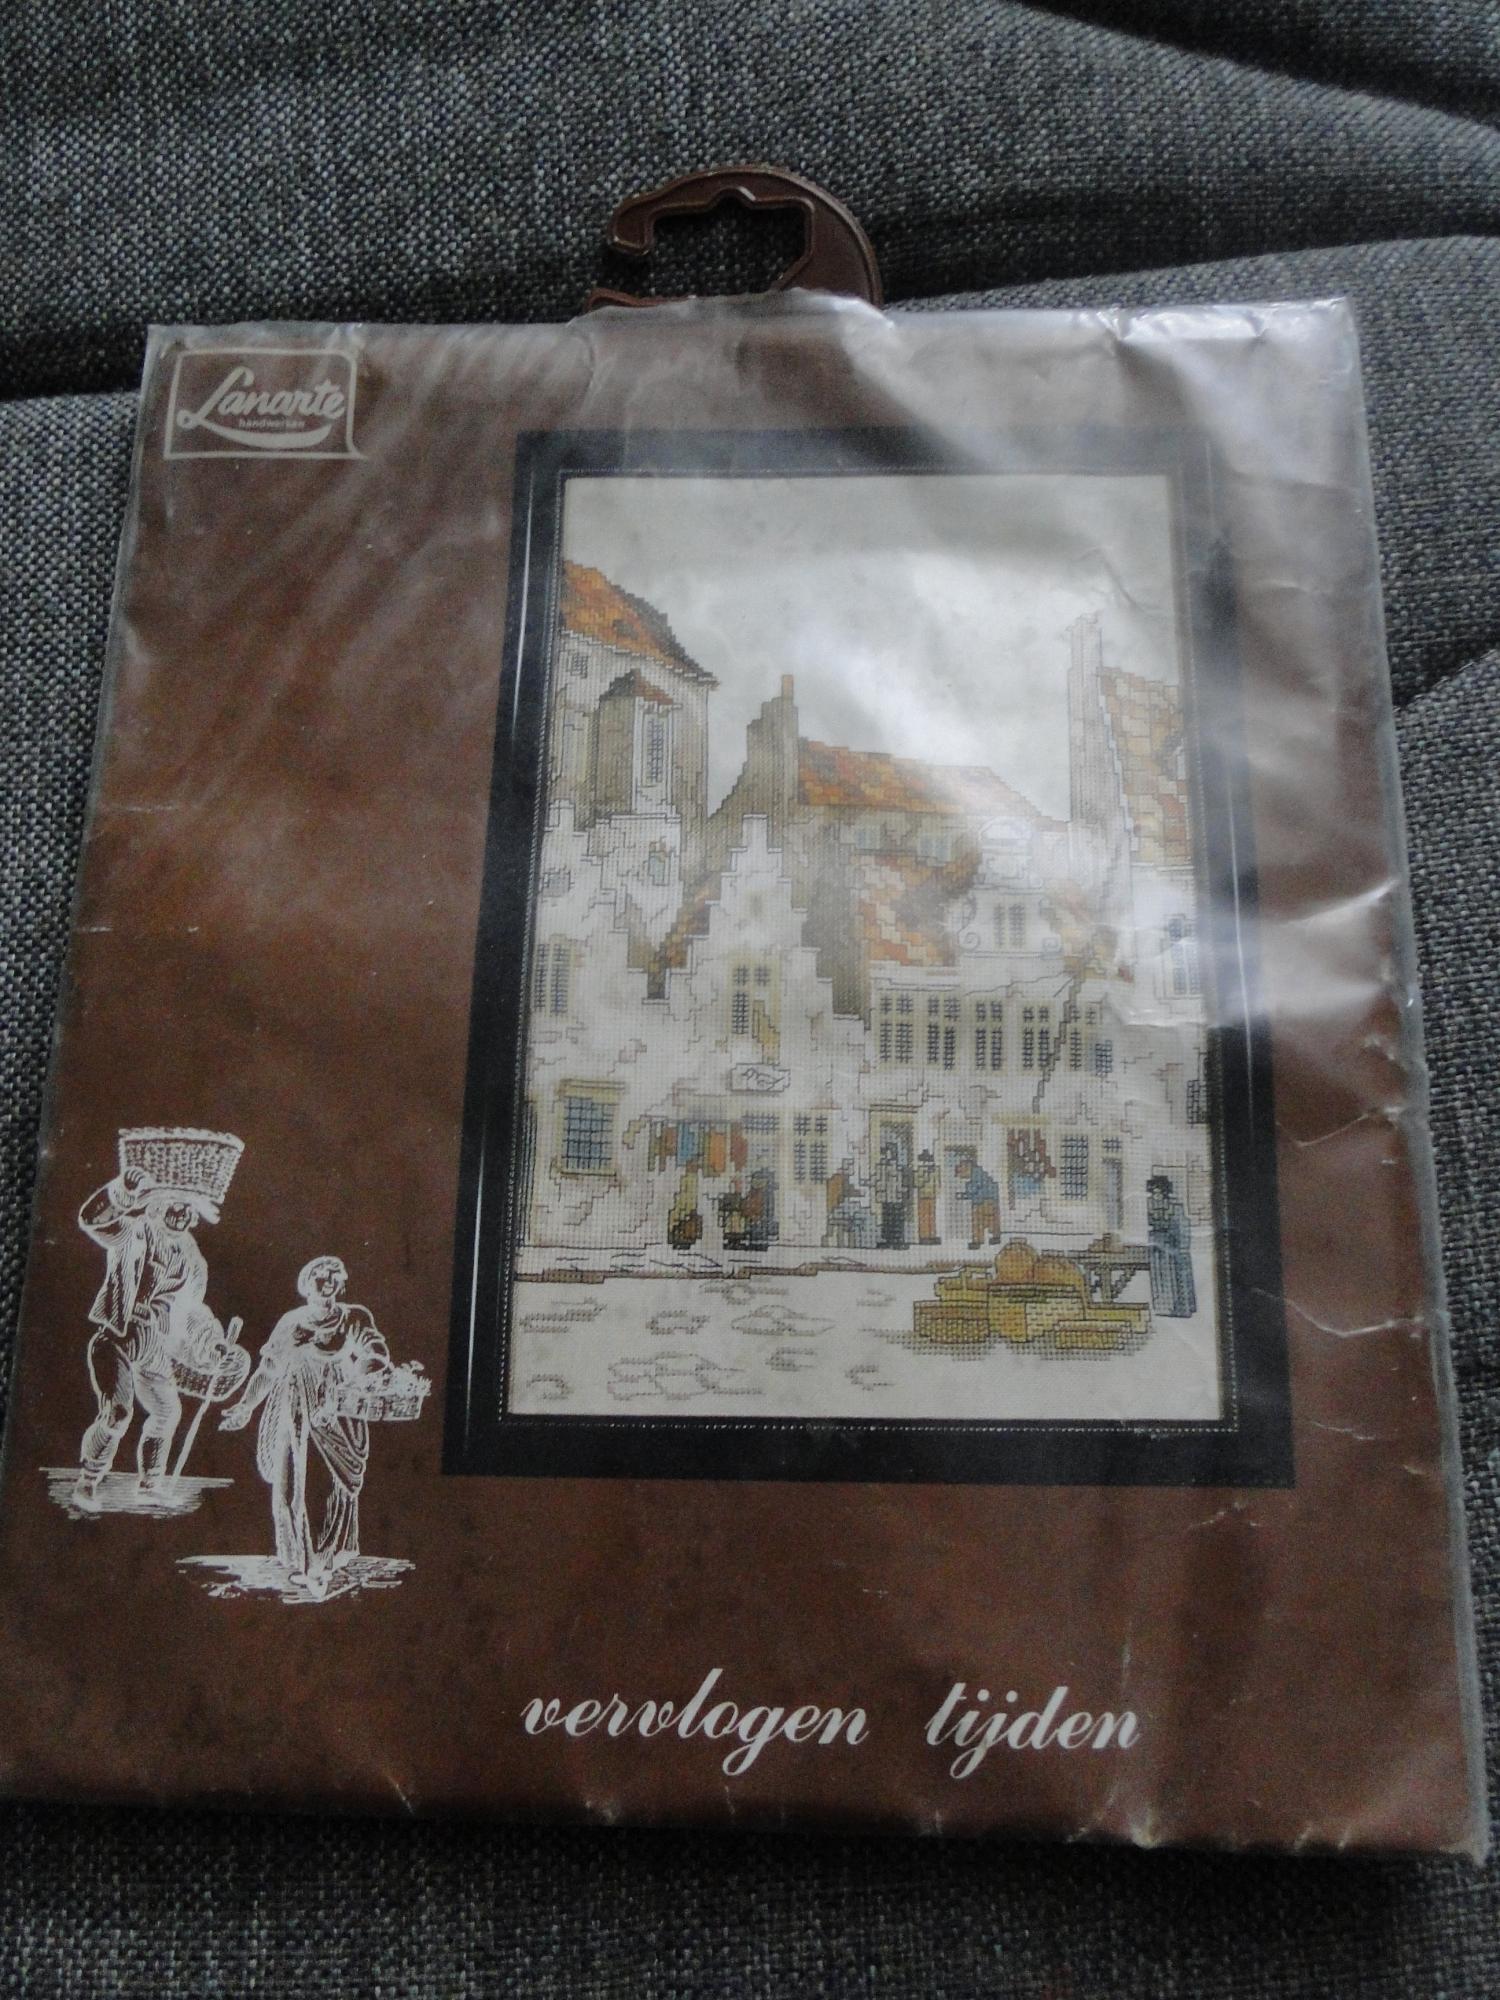 Lanarte
handwerken
vervlogen tijden